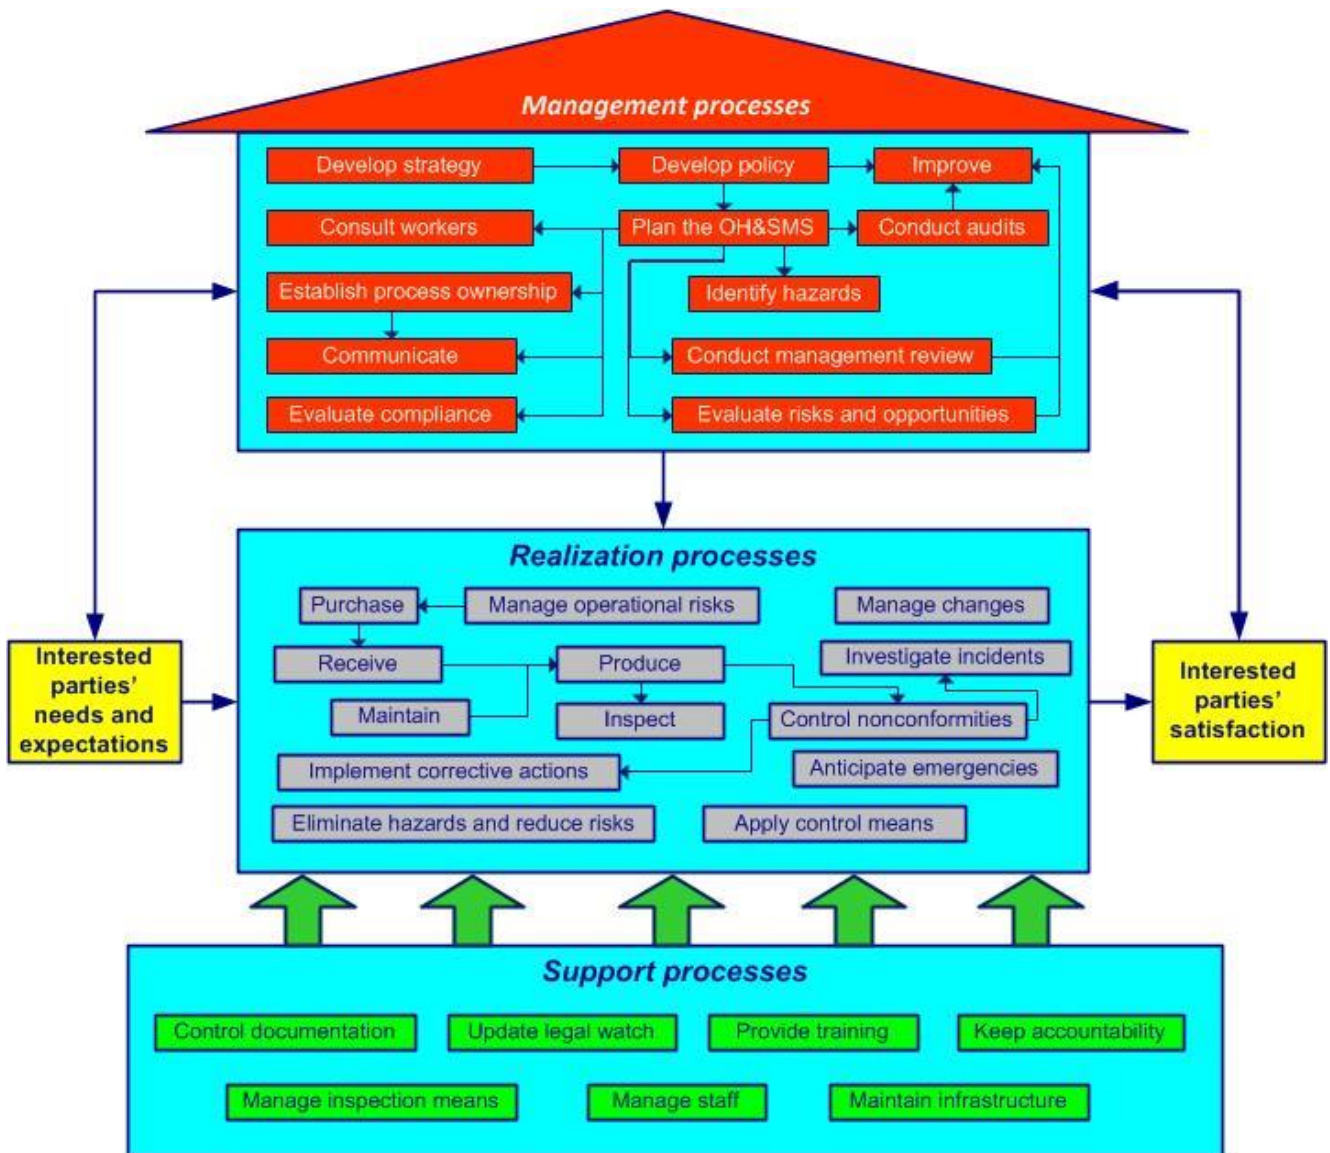 Management processes
Develop strategy
Develop policy
Improve
Consult workers
Plan the OH&SMS
Conduct audits
Establish process ownership
Identify hazards
Communicate
Conduct management review
Evaluate compliance
Evaluate risks and opportunities
Realization processes
Purchase
Manage operational risks
Manage changes
Receive
Produce
Investigate incidents
Maintain
Inspect
Control nonconformities
Implement corrective actions
Anticipate emergencies
Eliminate hazards and reduce risks
Apply control means
Interested
parties’
needs and
expectations
Interested
parties’
satisfaction
Support processes
Control documentation
Update legal watch
Provide training
Keep accountability
Manage inspection means
Manage staff
Maintain infrastructure